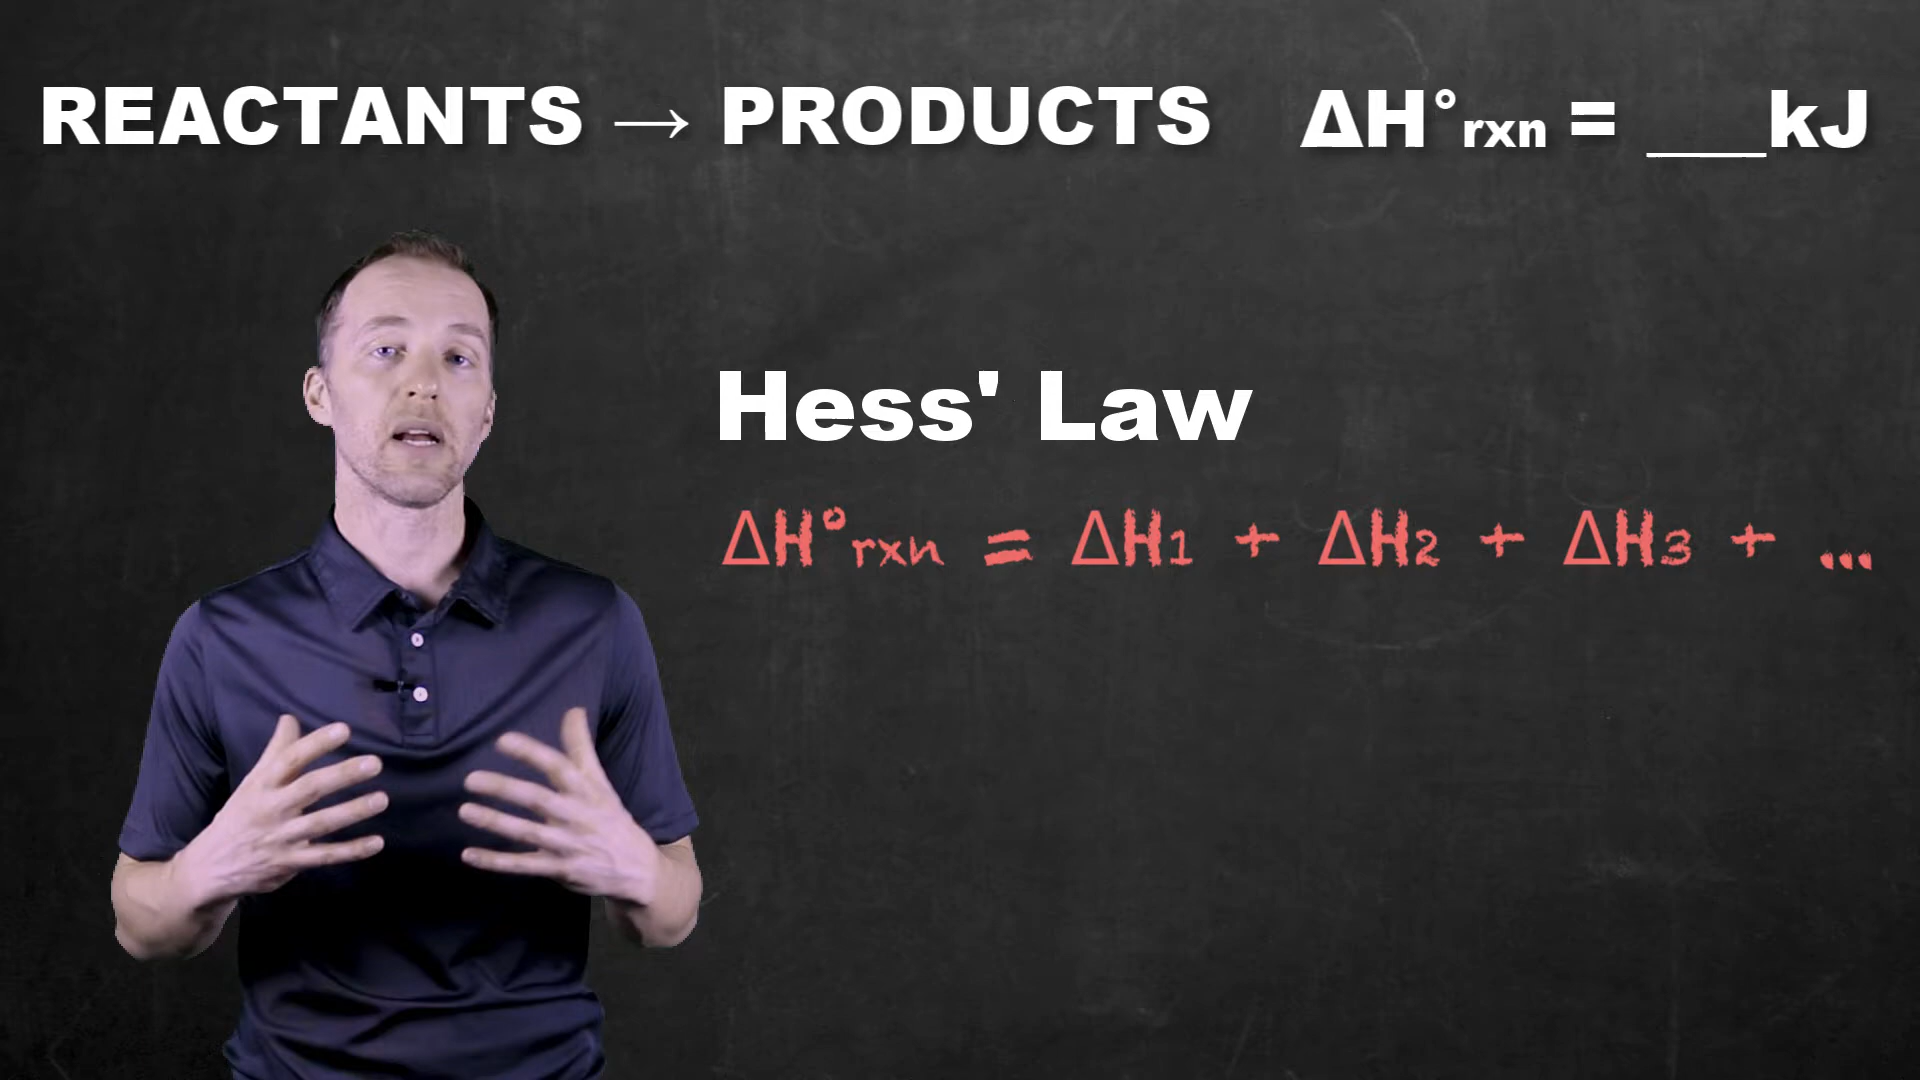 REACTANTS → PRODUCTS ΔH°rxn = ___kJ
Hess' Law
ΔH°rxn = ΔH1 + ΔH2 + ΔH3 + ...